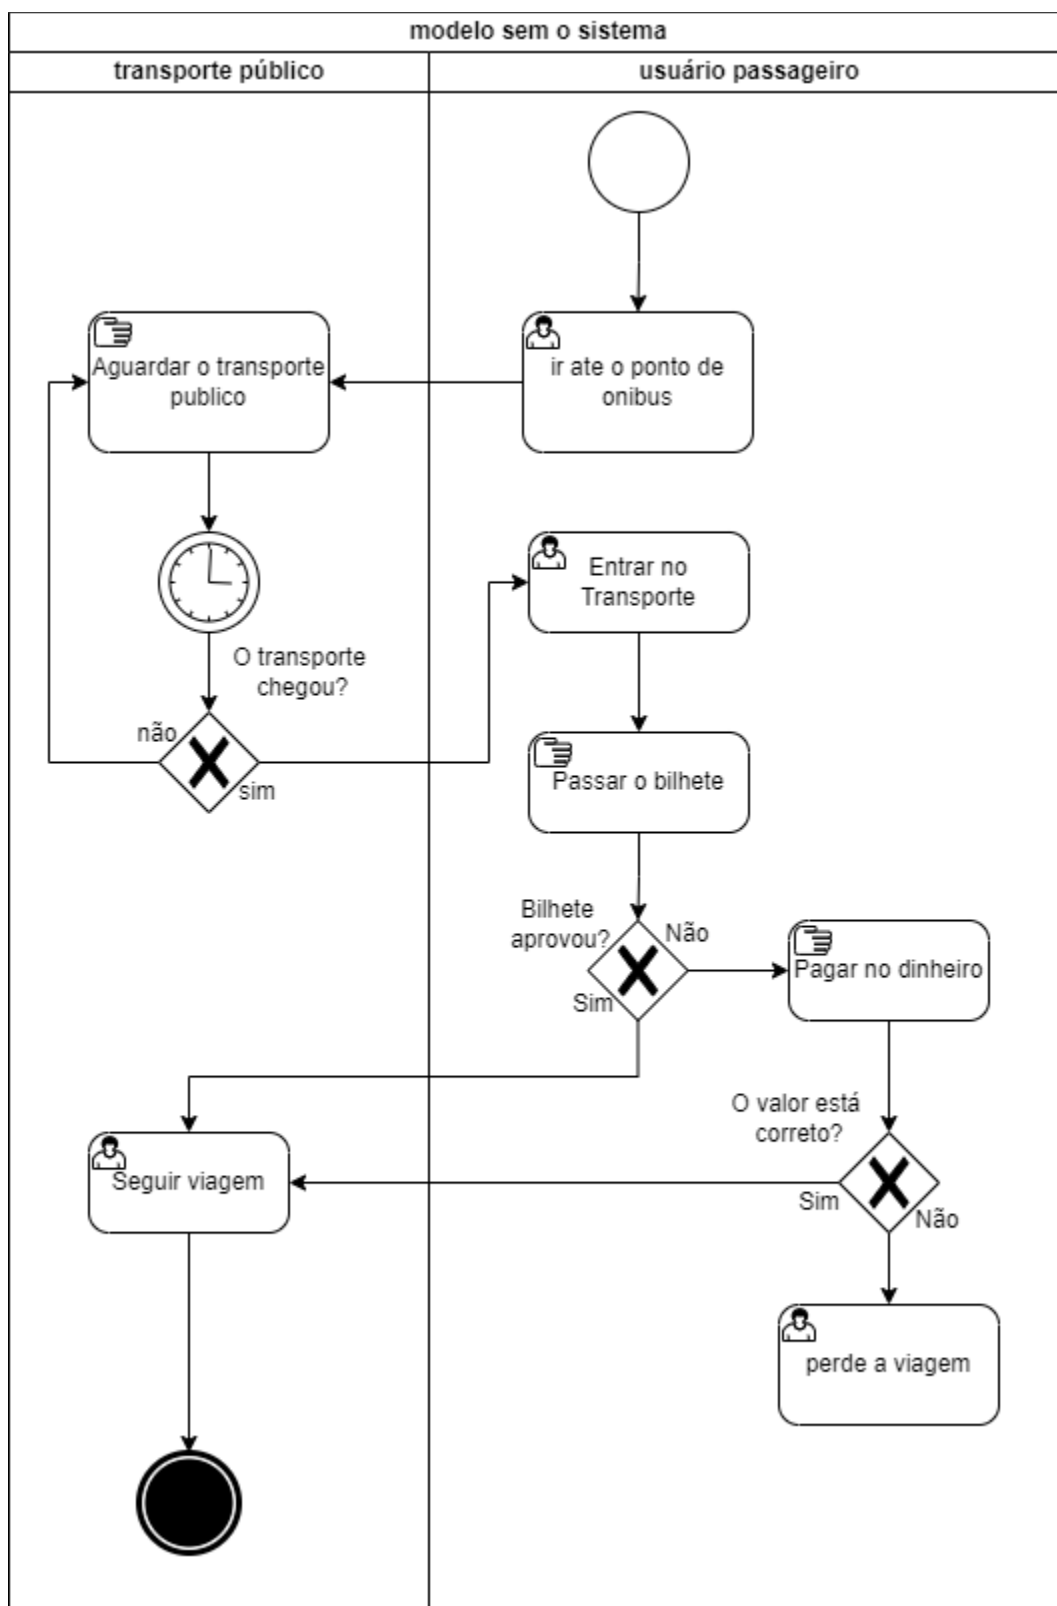 modelo sem o sistema
transporte público
usuário passageiro
Aguardar o transporte
publico
ir ate o ponto de
onibus
Entrar no
Transporte
O transporte
chegou?
não
sim
Passar o bilhete
Bilhete
aprovou?
Não
Sim
Pagar no dinheiro
O valor está
correto?
Sim
Não
Seguir viagem
perde a viagem